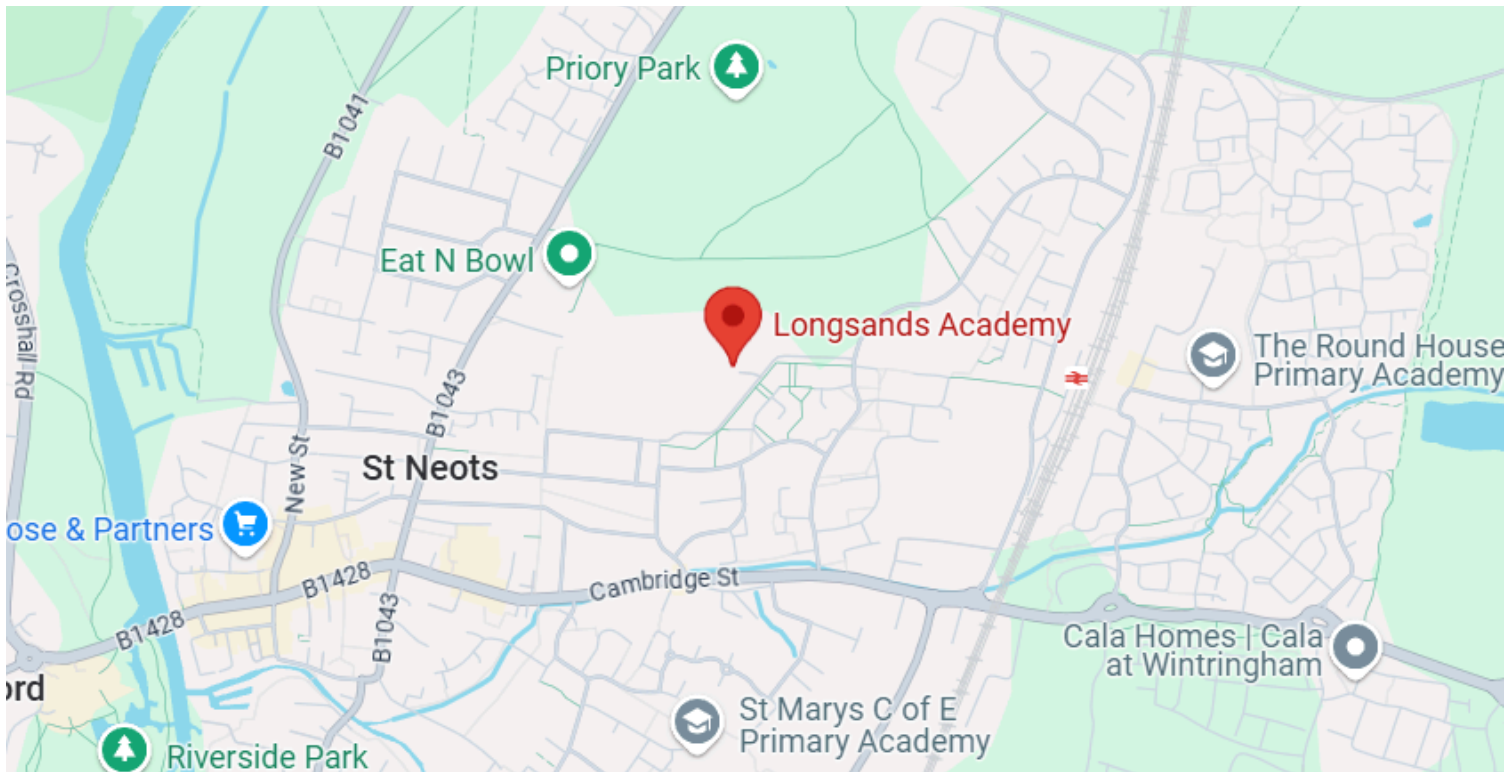 Priory Park
B1041
Eat N Bowl
Crosshall Rd
Longsands Academy
The Round House
Primary Academy
B1043
New St
St Neots
ose & Partners
B1428
Cambridge St
B1428
B1043
Cala Homes | Cala
at Wintringham
ord
St Marys C of E
Primary Academy
Riverside Park